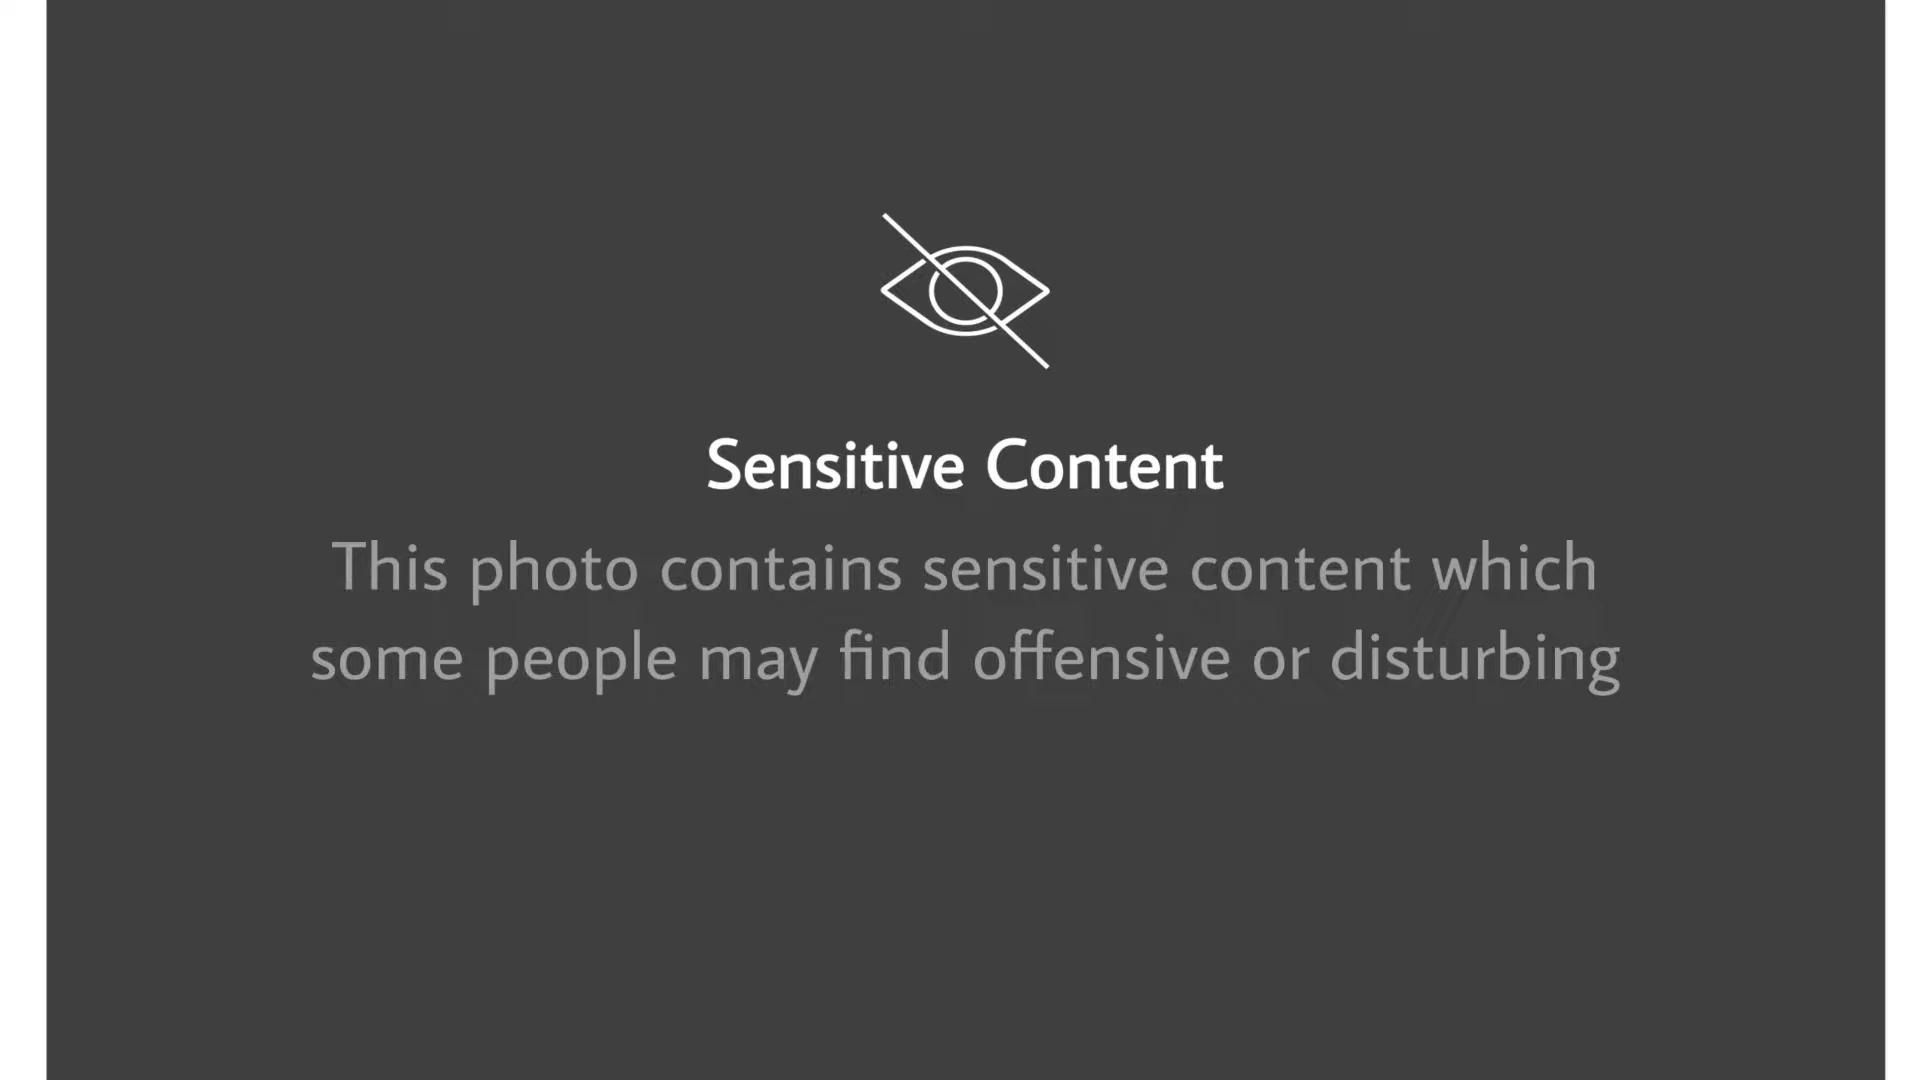 Sensitive Content
This photo contains sensitive content which
some people may find offensive or disturbing